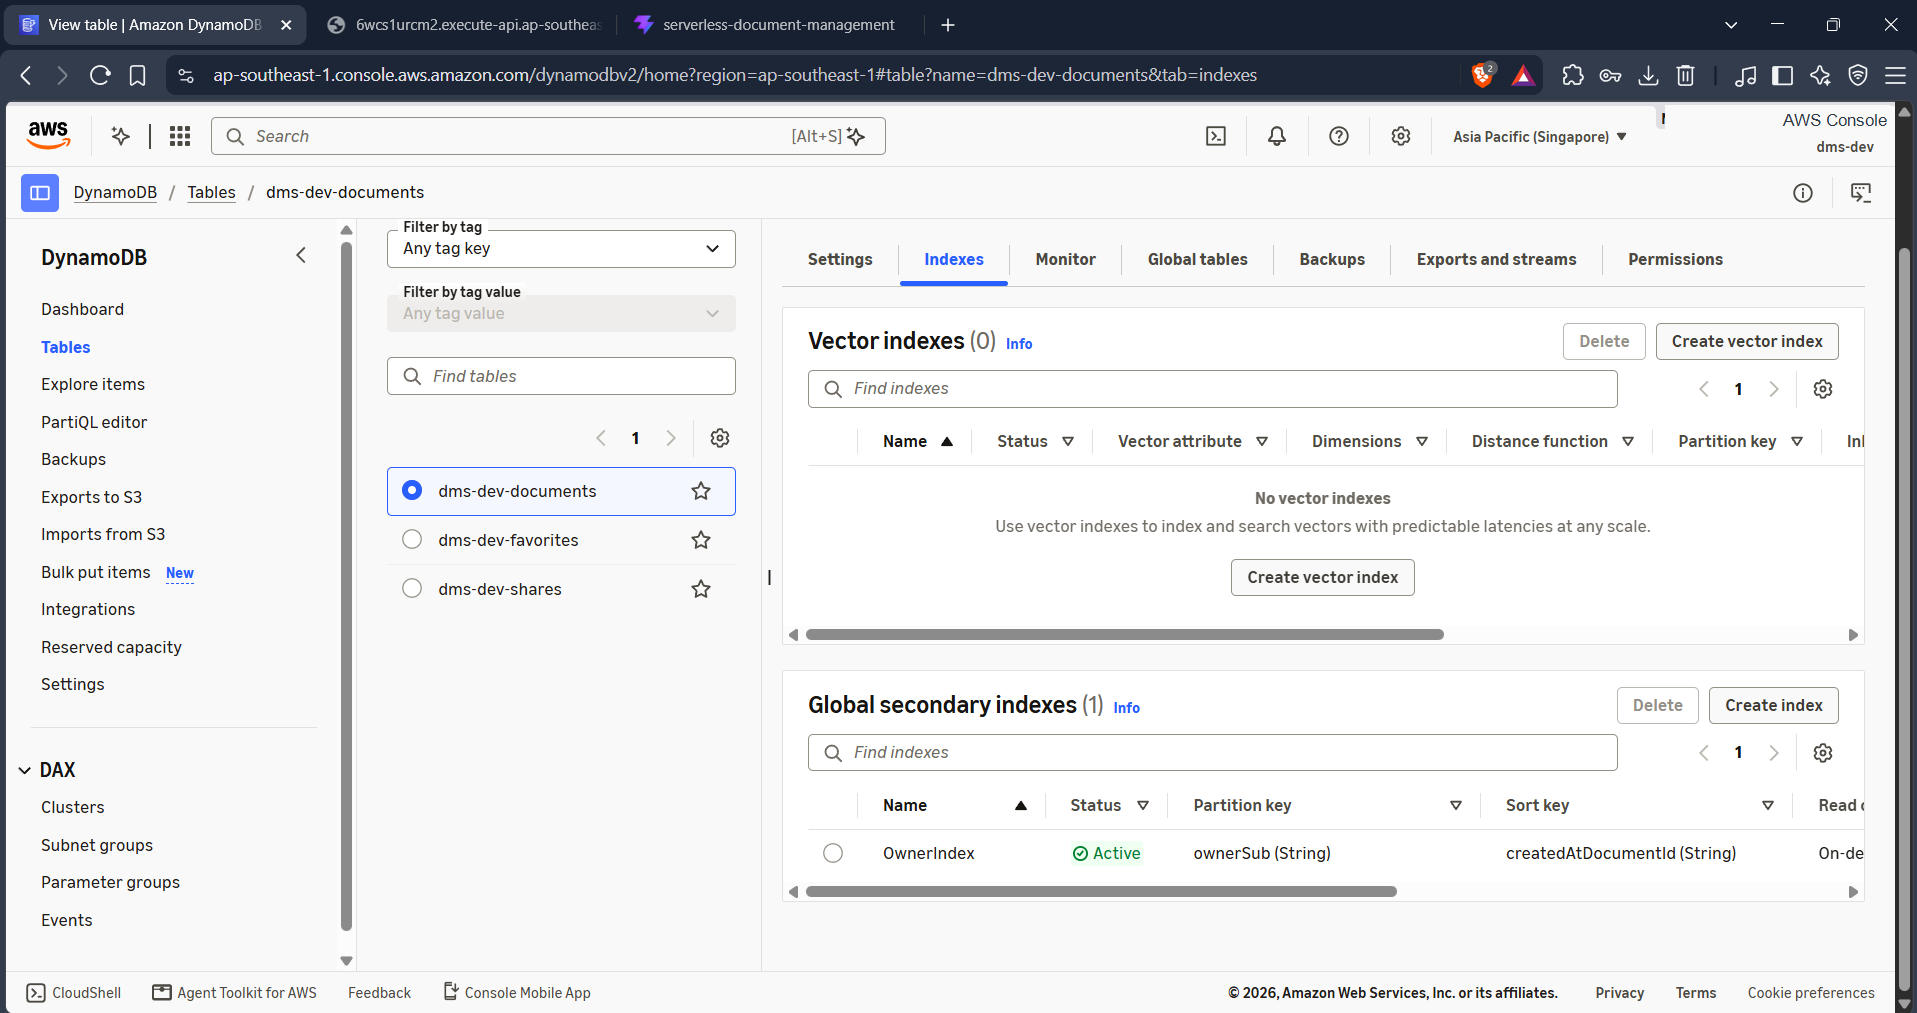 View table | Amazon DynamoDB
6wcs1urcm2.execute-api.ap-southeas
serverless-document-management
ap-southeast-1.console.aws.amazon.com/dynamodbv2/home?region=ap-southeast-1#table?name=dms-dev-documents&tab=indexes
2
aws
Search
[Alt+S]
Asia Pacific (Singapore)
AWS Console
dms-dev
DynamoDB / Tables / dms-dev-documents
DynamoDB
Dashboard
Tables
Explore items
PartiQL editor
Backups
Exports to S3
Imports from S3
Bulk put items New
Integrations
Reserved capacity
Settings
DAX
Clusters
Subnet groups
Parameter groups
Events
Filter by tag
Any tag key
Filter by tag value
Any tag value
Find tables
1
dms-dev-documents
dms-dev-favorites
dms-dev-shares
Settings
Indexes
Monitor
Global tables
Backups
Exports and streams
Permissions
Vector indexes (0) Info
Delete
Create vector index
Find indexes
1
Name Status Vector attribute Dimensions Distance function Partition key
No vector indexes
Use vector indexes to index and search vectors with predictable latencies at any scale.
Create vector index
Global secondary indexes (1) Info
Delete
Create index
Find indexes
1
Name Status Partition key Sort key Read
OwnerIndex Active ownerSub (String) createdAtDocumentId (String) On-de
CloudShell
Agent Toolkit for AWS
Feedback
Console Mobile App
© 2026, Amazon Web Services, Inc. or its affiliates.
Privacy
Terms
Cookie preferences